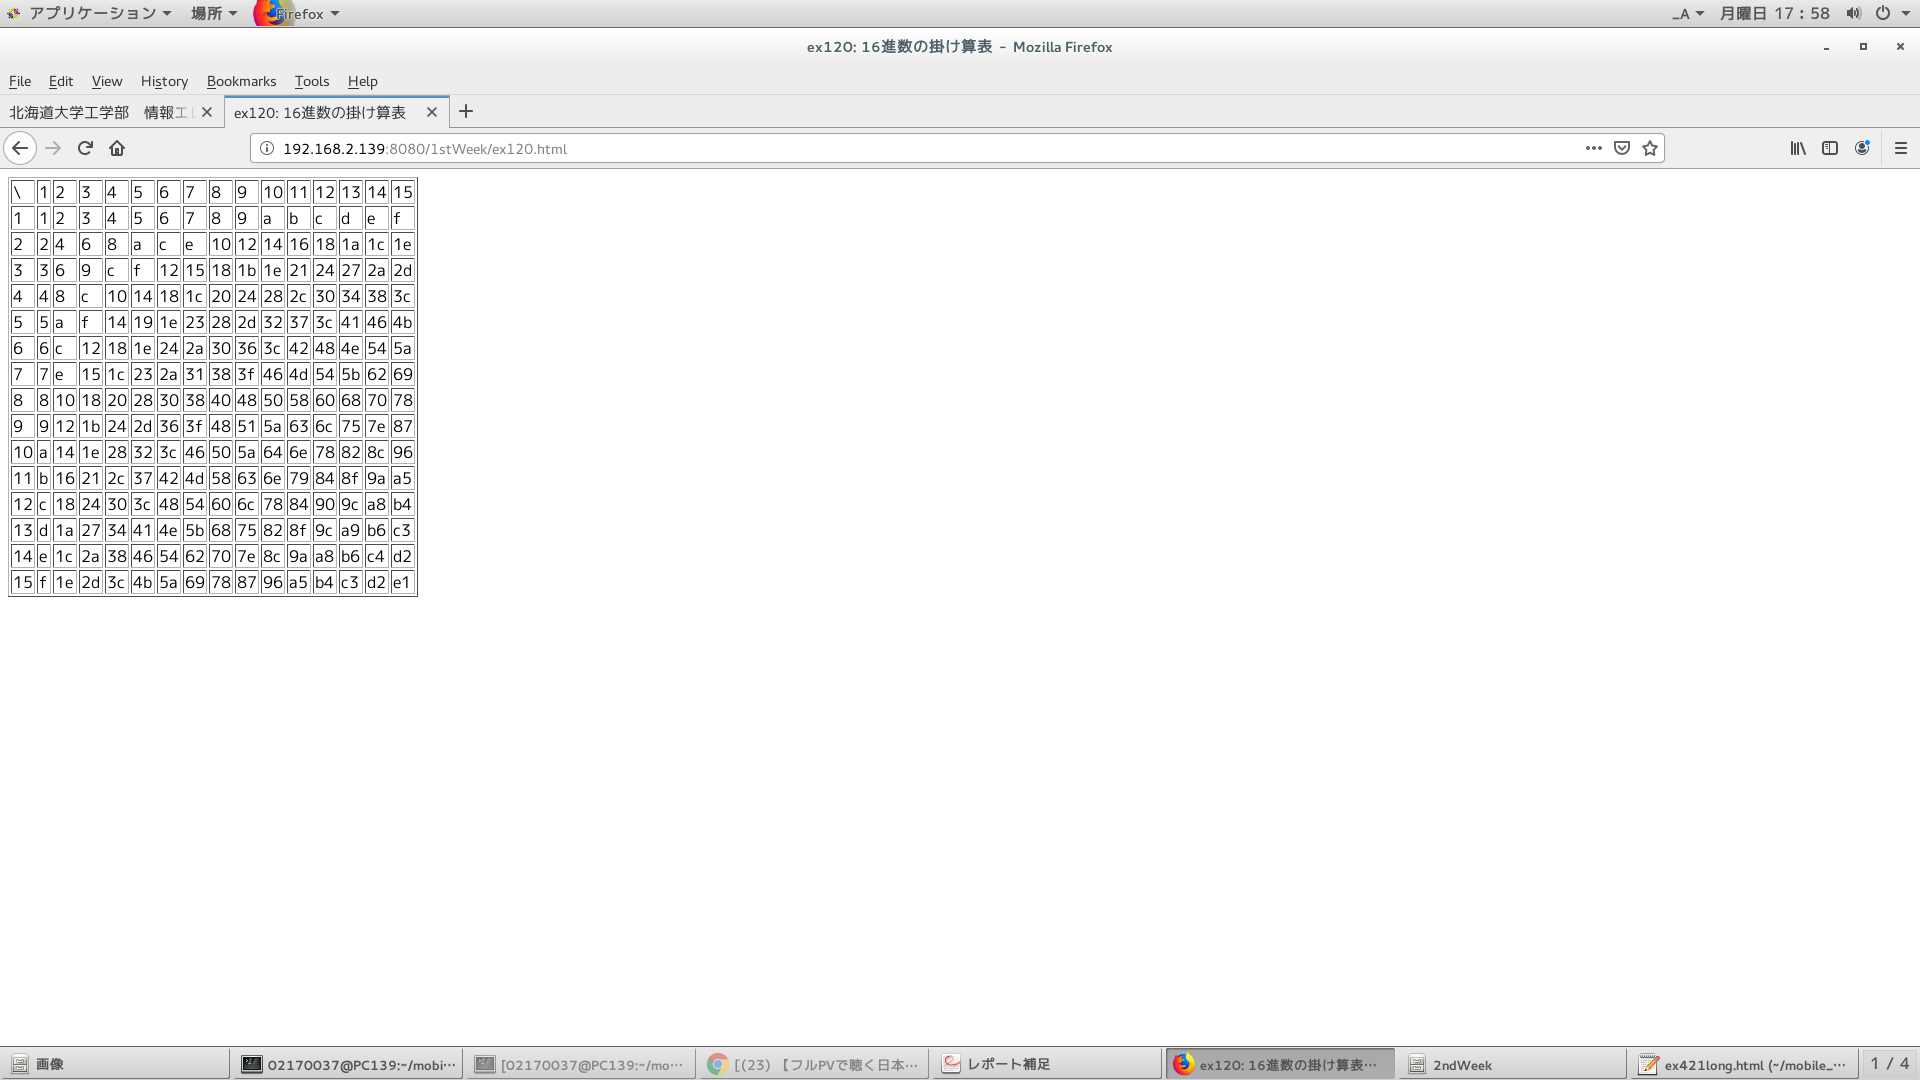 アプリケーション 場所 Firefox _A 月曜日 17 : 58
ex120: 16進数の掛け算表 - Mozilla Firefox
File Edit View History Bookmarks Tools Help
北海道大学工学部 情報エ ex120: 16進数の掛け算表
192.168.2.139:8080/1stWeek/ex120.html
\ 1 2 3 4 5 6 7 8 9 10 11 12 13 14 15
1 1 2 3 4 5 6 7 8 9 a b c d e f
2 2 4 6 8 a c e 10 12 14 16 18 1a 1c 1e
3 3 6 9 c f 12 15 18 1b 1e 21 24 27 2a 2d
4 4 8 c 10 14 18 1c 20 24 28 2c 30 34 38 3c
5 5 a f 14 19 1e 23 28 2d 32 37 3c 41 46 4b
6 6 c 12 18 1e 24 2a 30 36 3c 42 48 4e 54 5a
7 7 e 15 1c 23 2a 31 38 3f 46 4d 54 5b 62 69
8 8 10 18 20 28 30 38 40 48 50 58 60 68 70 78
9 9 12 1b 24 2d 36 3f 48 51 5a 63 6c 75 7e 87
10 a 14 1e 28 32 3c 46 50 5a 64 6e 78 82 8c 96
11 b 16 21 2c 37 42 4d 58 63 6e 79 84 8f 9a a5
12 c 18 24 30 3c 48 54 60 6c 78 84 90 9c a8 b4
13 d 1a 27 34 41 4e 5b 68 75 82 8f 9c a9 b6 c3
14 e 1c 2a 38 46 54 62 70 7e 8c 9a a8 b6 c4 d2
15 f 1e 2d 3c 4b 5a 69 78 87 96 a5 b4 c3 d2 e1
画像 02170037@PC139:~/mobi… [02170037@PC139:~/mo… [(23) 【フルPVで聴く日本… レポート補足 ex120: 16進数の掛け算表… 2ndWeek ex421long.html (~/mobile_… 1 / 4